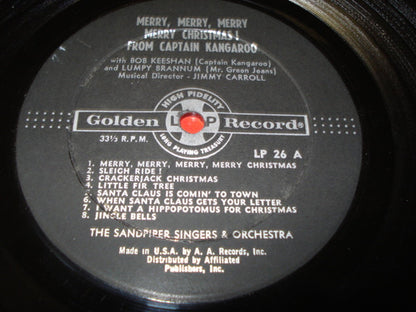 MERRY, MERRY, MERRY
MERRY CHRISTMAS!
FROM CAPTAIN KANGAROO
with BOB KEESHAN (Captain Kangaroo)
and LUMPY BRANNUM (Mr. Green Jeans)
Musical Director - JIMMY CARROLL
HIGH FIDELITY
Golden LP Record®
LONG PLAYING TREASURY
33⅓ R.P.M.
LP 26 A
1. MERRY, MERRY, MERRY, MERRY CHRISTMAS
2. SLEIGH RIDE!
3. CRACKERJACK CHRISTMAS
4. LITTLE FIR TREE
5. SANTA CLAUS IS COMIN' TO TOWN
6. WHEN SANTA CLAUS GETS YOUR LETTER
7. I WANT A HIPPOPOTOMUS FOR CHRISTMAS
8. JINGLE BELLS
THE SANDPIPER SINGERS & ORCHESTRA
Made in U.S.A. by A. A. Records, Inc.
Distributed by Affiliated
Publishers, Inc.